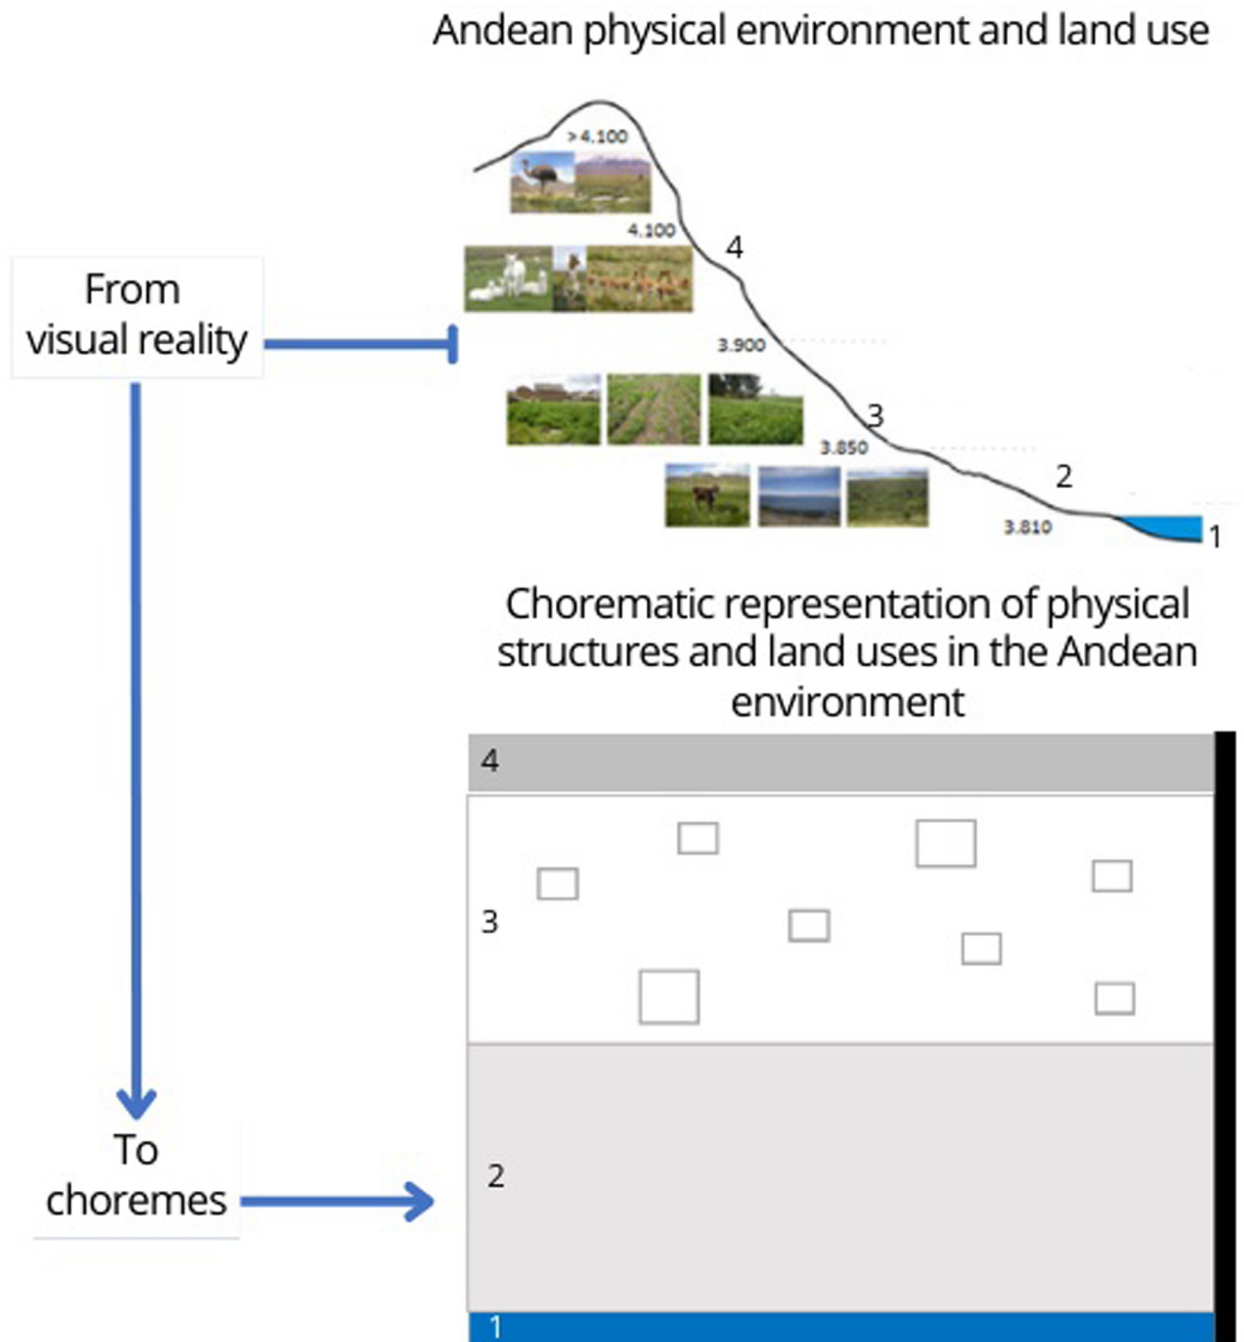 Andean physical environment and land use
>4.100
4.100
4
From
visual reality
3.900
3
3.850
2
3.810
1
Chorematic representation of physical
structures and land uses in the Andean
environment
4
3
To
choremes
2
1